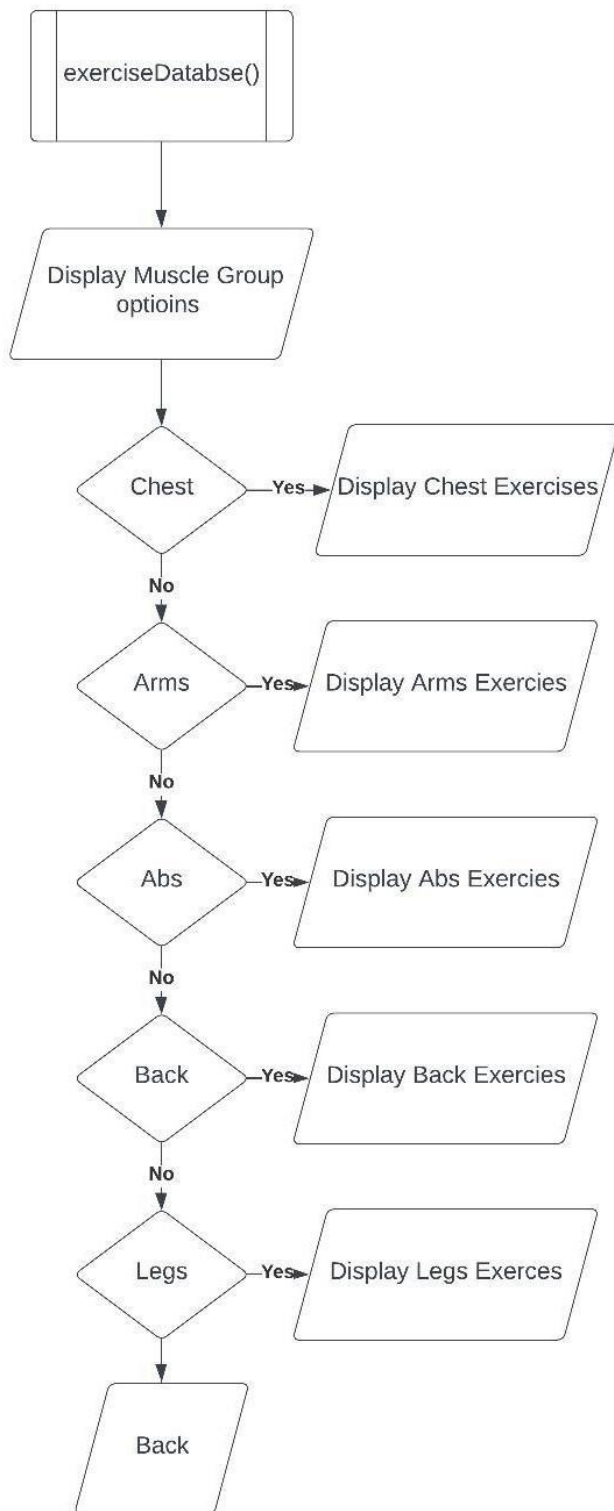 exerciseDatabse()
Display Muscle Group
optioins
Chest
Yes
Display Chest Exercises
No
Arms
Yes
Display Arms Exercies
No
Abs
Yes
Display Abs Exercies
No
Back
Yes
Display Back Exercies
No
Legs
Yes
Display Legs Exerces
Back